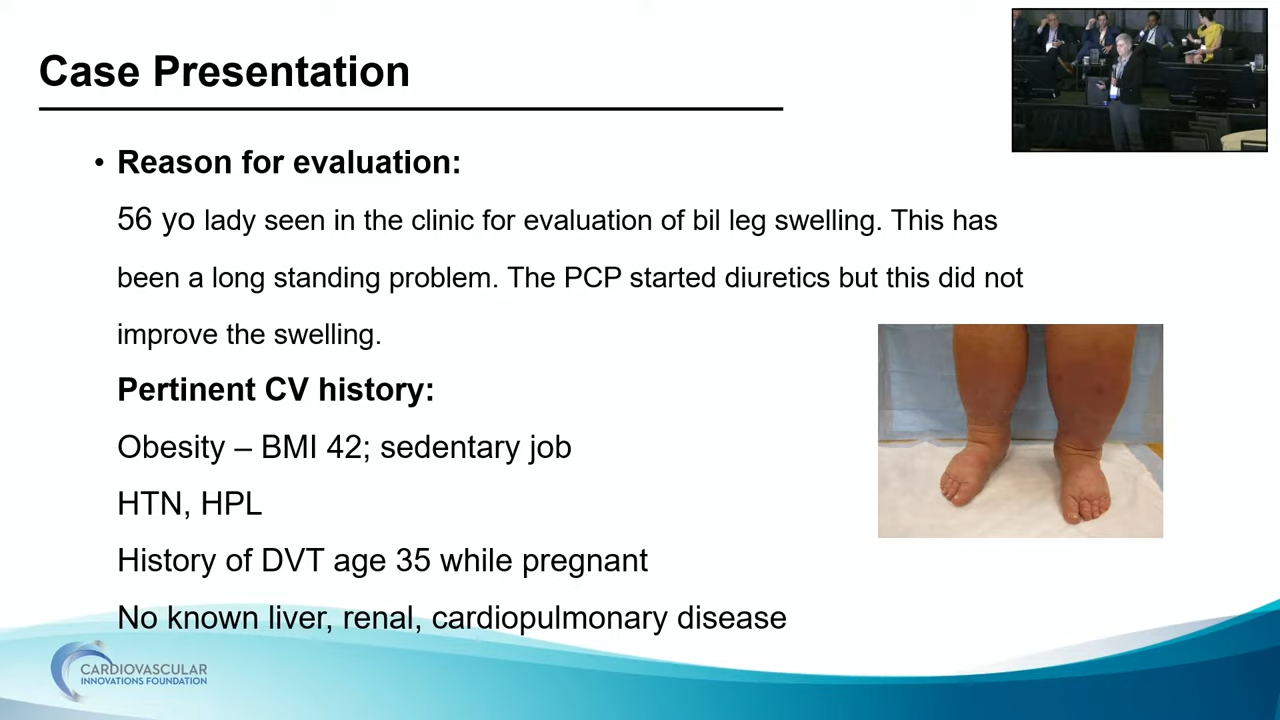 Case Presentation
• Reason for evaluation:
56 yo lady seen in the clinic for evaluation of bil leg swelling. This has
been a long standing problem. The PCP started diuretics but this did not
improve the swelling.
Pertinent CV history:
Obesity – BMI 42; sedentary job
HTN, HPL
History of DVT age 35 while pregnant
No known liver, renal, cardiopulmonary disease
CARDIOVASCULAR
INNOVATIONS FOUNDATION